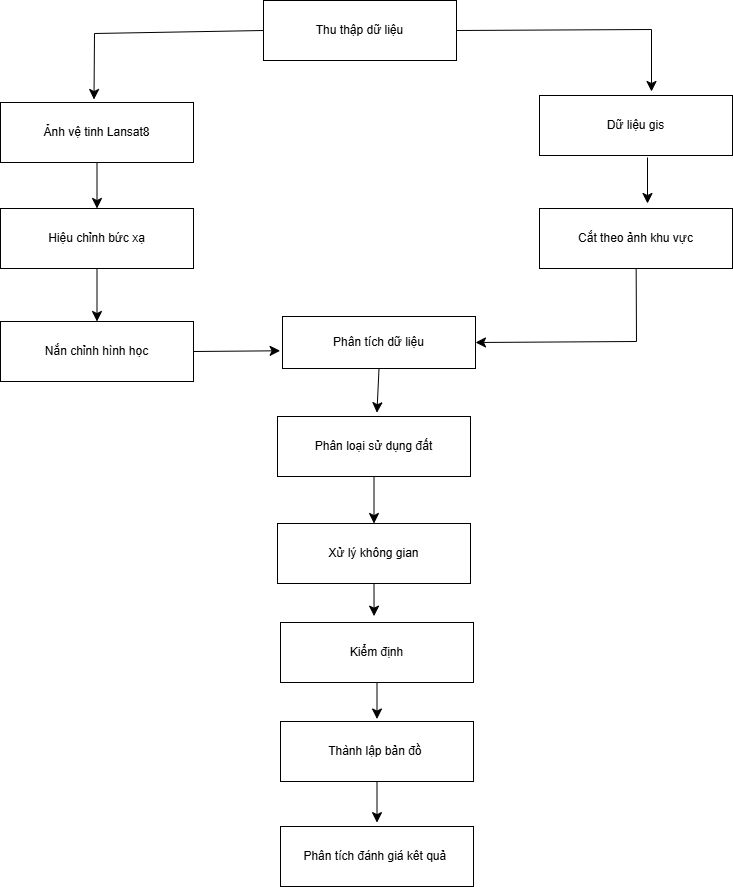 Thu thập dữ liệu
Ảnh vệ tinh Lansat8
Dữ liệu gis
Hiệu chỉnh bức xạ
Cắt theo ảnh khu vực
Nắn chỉnh hình học
Phân tích dữ liệu
Phân loại sử dụng đất
Xử lý không gian
Kiểm định
Thành lập bản đồ
Phân tích đánh giá kêt quả